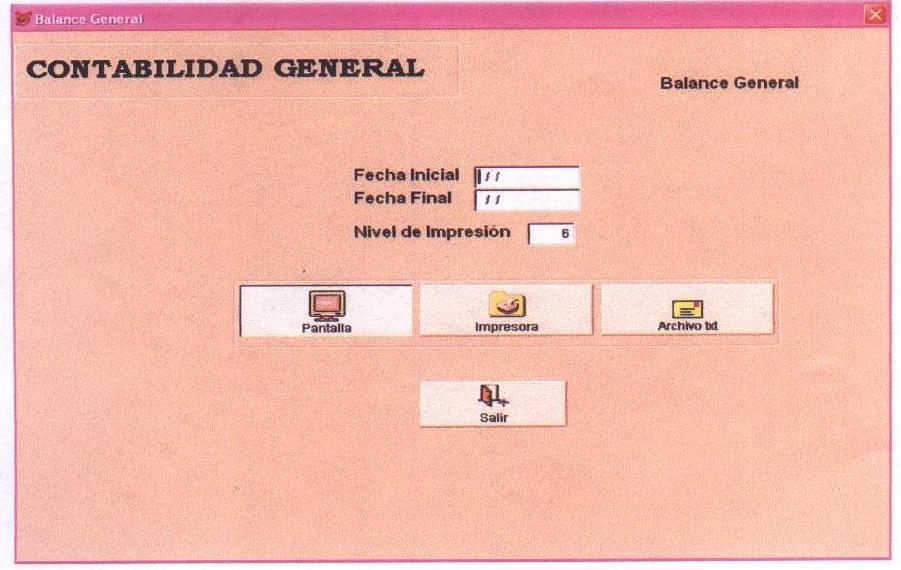 Balance General
CONTABILIDAD GENERAL
Balance General
Fecha Inicial / /
Fecha Final / /
Nivel de Impresión 6
Pantalla Impresora Archivo txt
Salir